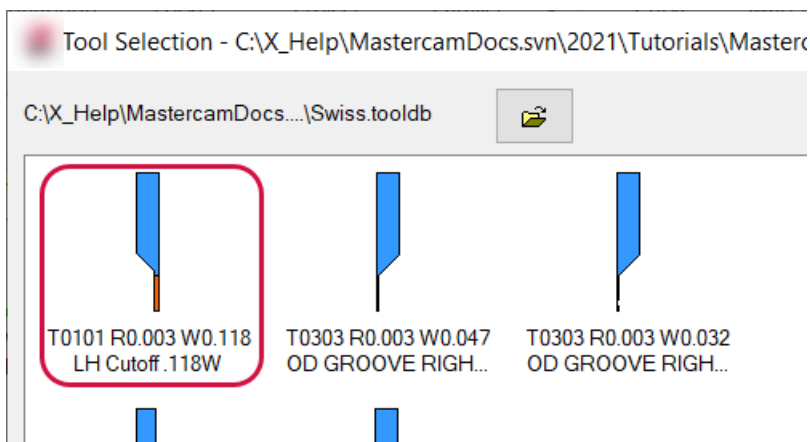 Tool Selection - C:\X_Help\MastercamDocs.svn\2021\Tutorials\Masterc
C:\X_Help\MastercamDocs....\Swiss.tooldb
T0101 R0.003 W0.118
LH Cutoff .118W
T0303 R0.003 W0.047
OD GROOVE RIGH...
T0303 R0.003 W0.032
OD GROOVE RIGH...